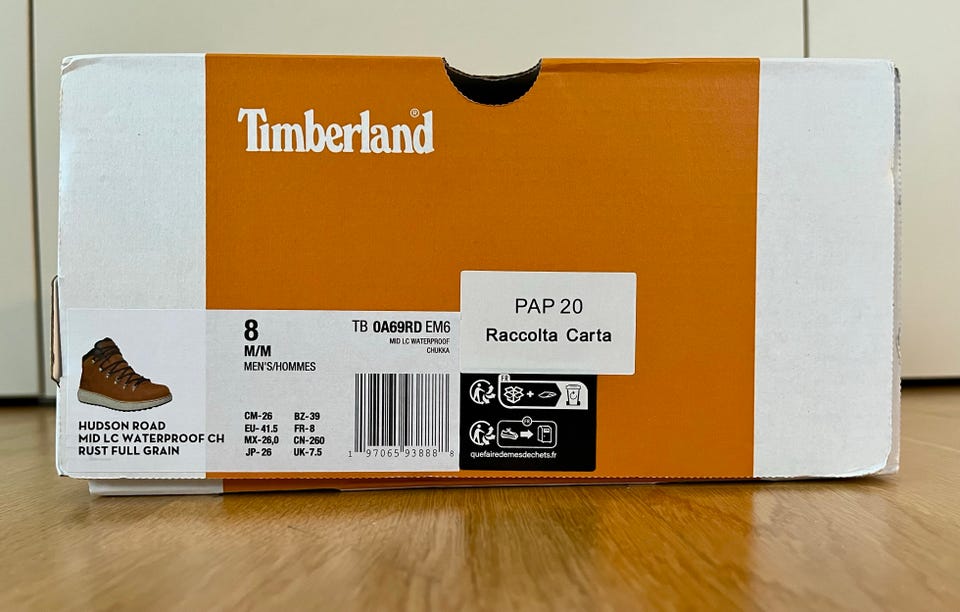 Timberland®
PAP 20
Raccolta Carta
8
M/M
MEN'S/HOMMES
TB 0A69RD EM6
MID LC WATERPROOF
CHUKKA
CM-26 BZ-39
EU- 41.5 FR-8
MX-26,0 CN-260
JP- 26 UK-7.5
1 97065 93888 8
HUDSON ROAD
MID LC WATERPROOF CH
RUST FULL GRAIN
FR
+
FR
quefairedemesdechets.fr